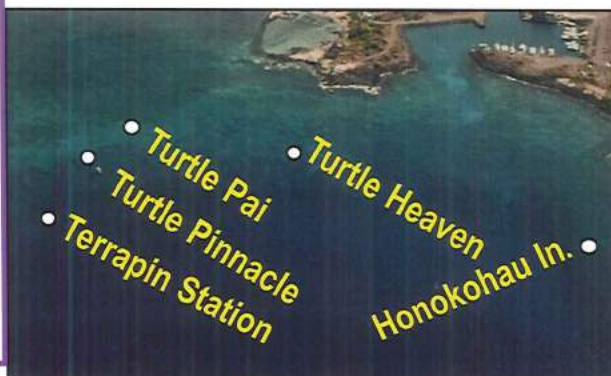 Turtle Pai
Turtle Heaven
Turtle Pinnacle
Terrapin Station
Honokohau In.